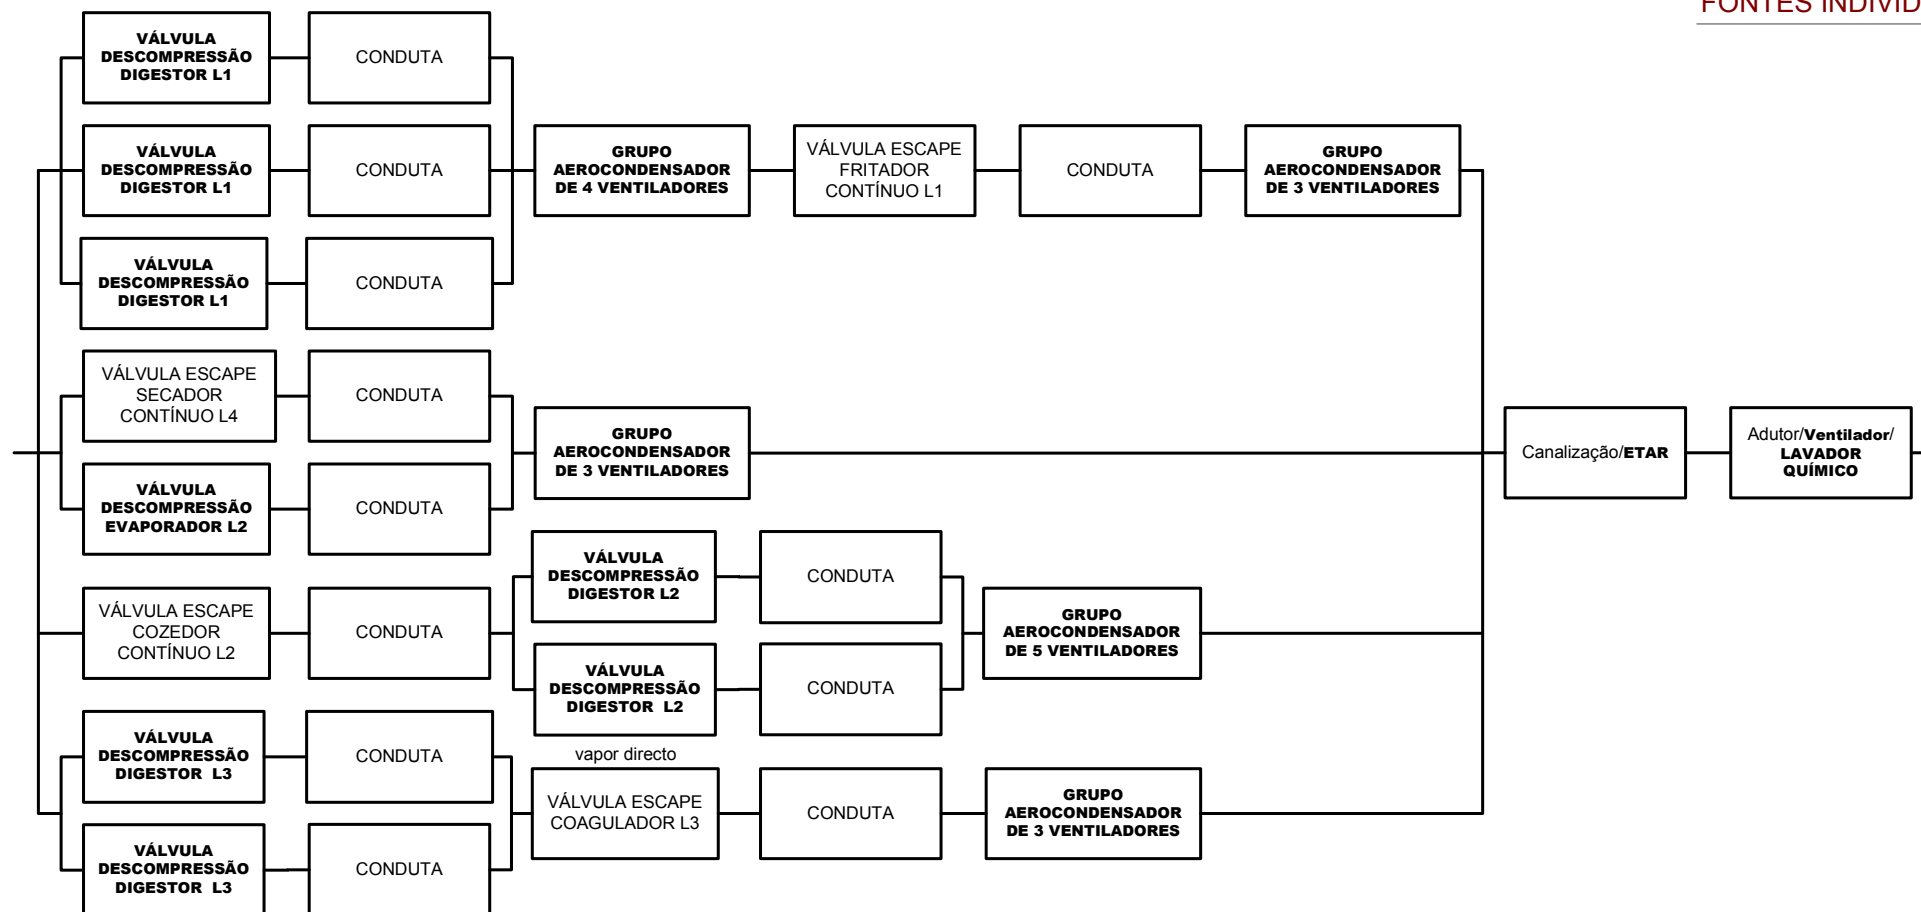 FONTES INDIVID
VÁLVULA
DESCOMPRESSÃO
DIGESTOR L1
CONDUTA
VÁLVULA
DESCOMPRESSÃO
DIGESTOR L1
CONDUTA
GRUPO
AEROCONDENSADOR
DE 4 VENTILADORES
VÁLVULA ESCAPE
FRITADOR
CONTÍNUO L1
CONDUTA
GRUPO
AEROCONDENSADOR
DE 3 VENTILADORES
VÁLVULA
DESCOMPRESSÃO
DIGESTOR L1
CONDUTA
VÁLVULA ESCAPE
SECADOR
CONTÍNUO L4
CONDUTA
GRUPO
AEROCONDENSADOR
DE 3 VENTILADORES
Canalização/ETAR
Adutor/Ventilador/
LAVADOR
QUÍMICO
VÁLVULA
DESCOMPRESSÃO
EVAPORADOR L2
CONDUTA
VÁLVULA
DESCOMPRESSÃO
DIGESTOR L2
CONDUTA
VÁLVULA ESCAPE
COZEDOR
CONTÍNUO L2
CONDUTA
GRUPO
AEROCONDENSADOR
DE 5 VENTILADORES
VÁLVULA
DESCOMPRESSÃO
DIGESTOR L2
CONDUTA
VÁLVULA
DESCOMPRESSÃO
DIGESTOR L3
CONDUTA
vapor directo
VÁLVULA ESCAPE
COAGULADOR L3
CONDUTA
GRUPO
AEROCONDENSADOR
DE 3 VENTILADORES
VÁLVULA
DESCOMPRESSÃO
DIGESTOR L3
CONDUTA